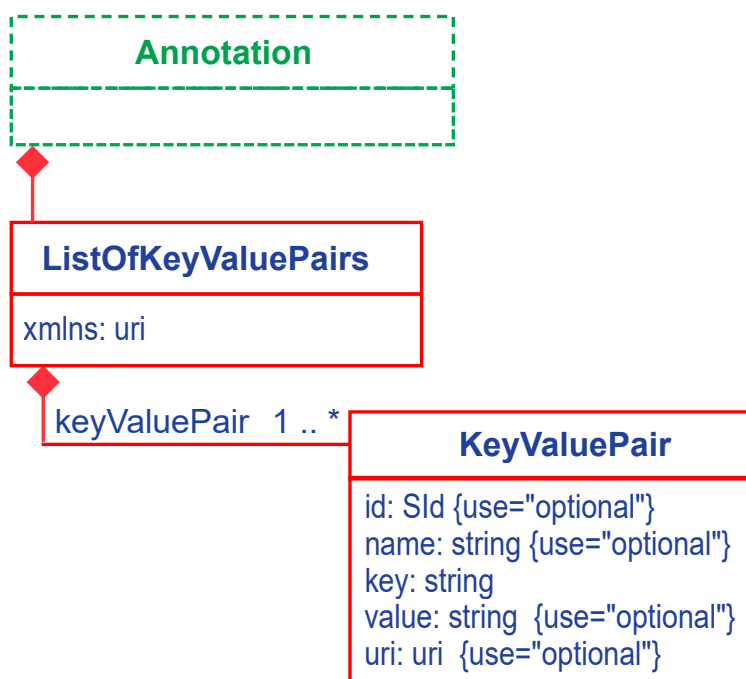 Annotation
ListOfKeyValuePairs
xmlns: uri
keyValuePair 1 .. *
KeyValuePair
id: SId {use="optional"}
name: string {use="optional"}
key: string
value: string {use="optional"}
uri: uri {use="optional"}